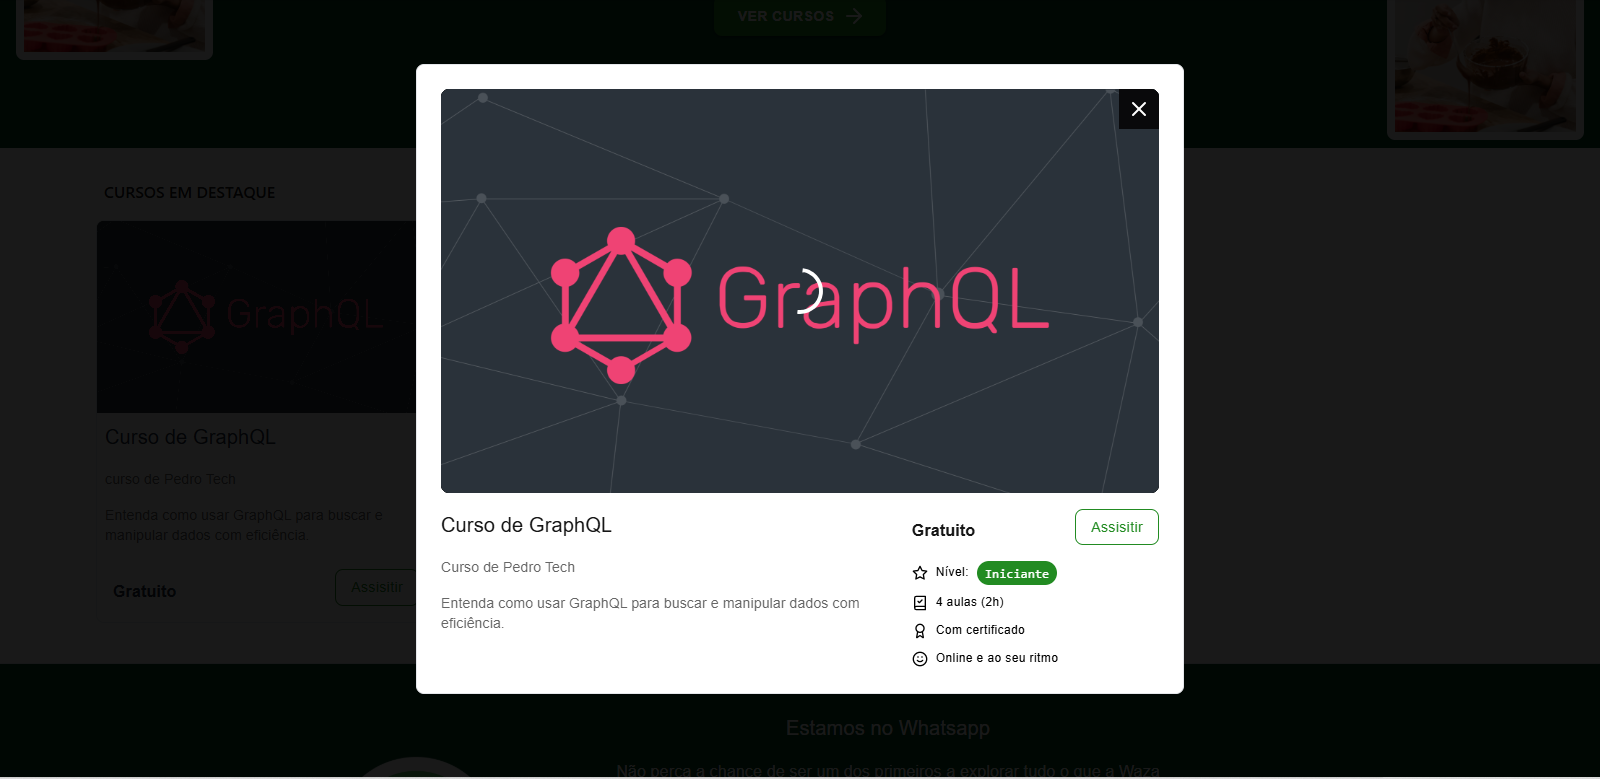 VER CURSOS
CURSOS EM DESTAQUE
GraphQL
Curso de GraphQL
curso de Pedro Tech
Entenda como usar GraphQL para buscar e
manipular dados com eficiência.
Gratuito
Assisitir
GraphQL
Curso de GraphQL
Curso de Pedro Tech
Entenda como usar GraphQL para buscar e manipular dados com
eficiência.
Gratuito
Assisitir
Nível: Iniciante
4 aulas (2h)
Com certificado
Online e ao seu ritmo
Estamos no Whatsapp
Não perca a chance de ser um dos primeiros a explorar tudo o que a Waza